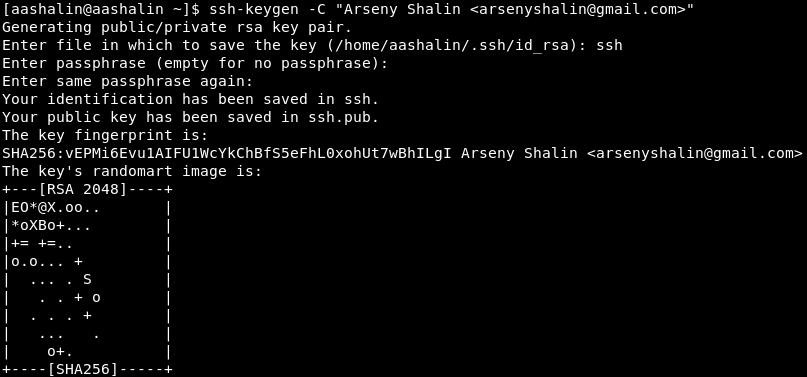 [aashalin@aashalin ~]$ ssh-keygen -C "Arseny Shalin <arsenyshalin@gmail.com>"
Generating public/private rsa key pair.
Enter file in which to save the key (/home/aashalin/.ssh/id_rsa): ssh
Enter passphrase (empty for no passphrase):
Enter same passphrase again:
Your identification has been saved in ssh.
Your public key has been saved in ssh.pub.
The key fingerprint is:
SHA256:vEPMi6Evu1AIFU1WcYkChBfS5eFhL0xohUt7wBhILgI Arseny Shalin <arsenyshalin@gmail.com>
The key's randomart image is:
+---[RSA 2048]----+
|EO*@X.oo..       |
|*oXBo+...        |
|+= +=..          |
|o.o... +         |
|  ... . S        |
|   . . + o       |
|  . . . +        |
|   ...   .       |
|    o+.          |
+----[SHA256]-----+